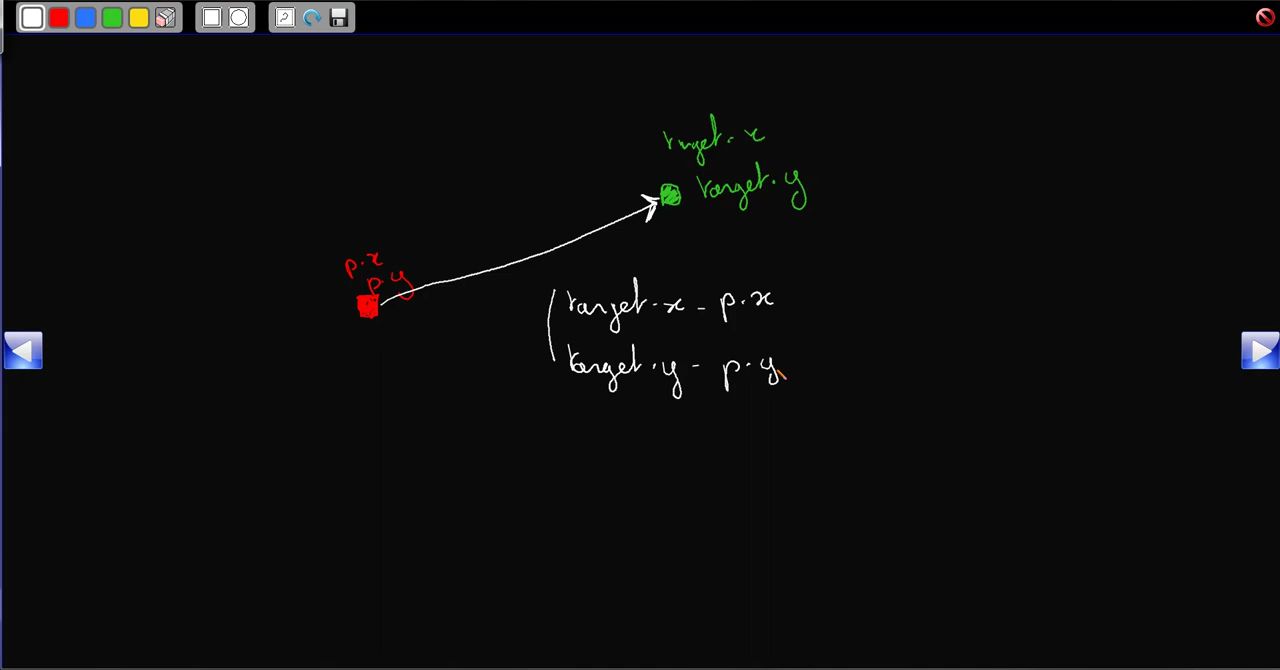 target.x
target.y
p.x
p.y
target.x - p.x
target.y - p.y